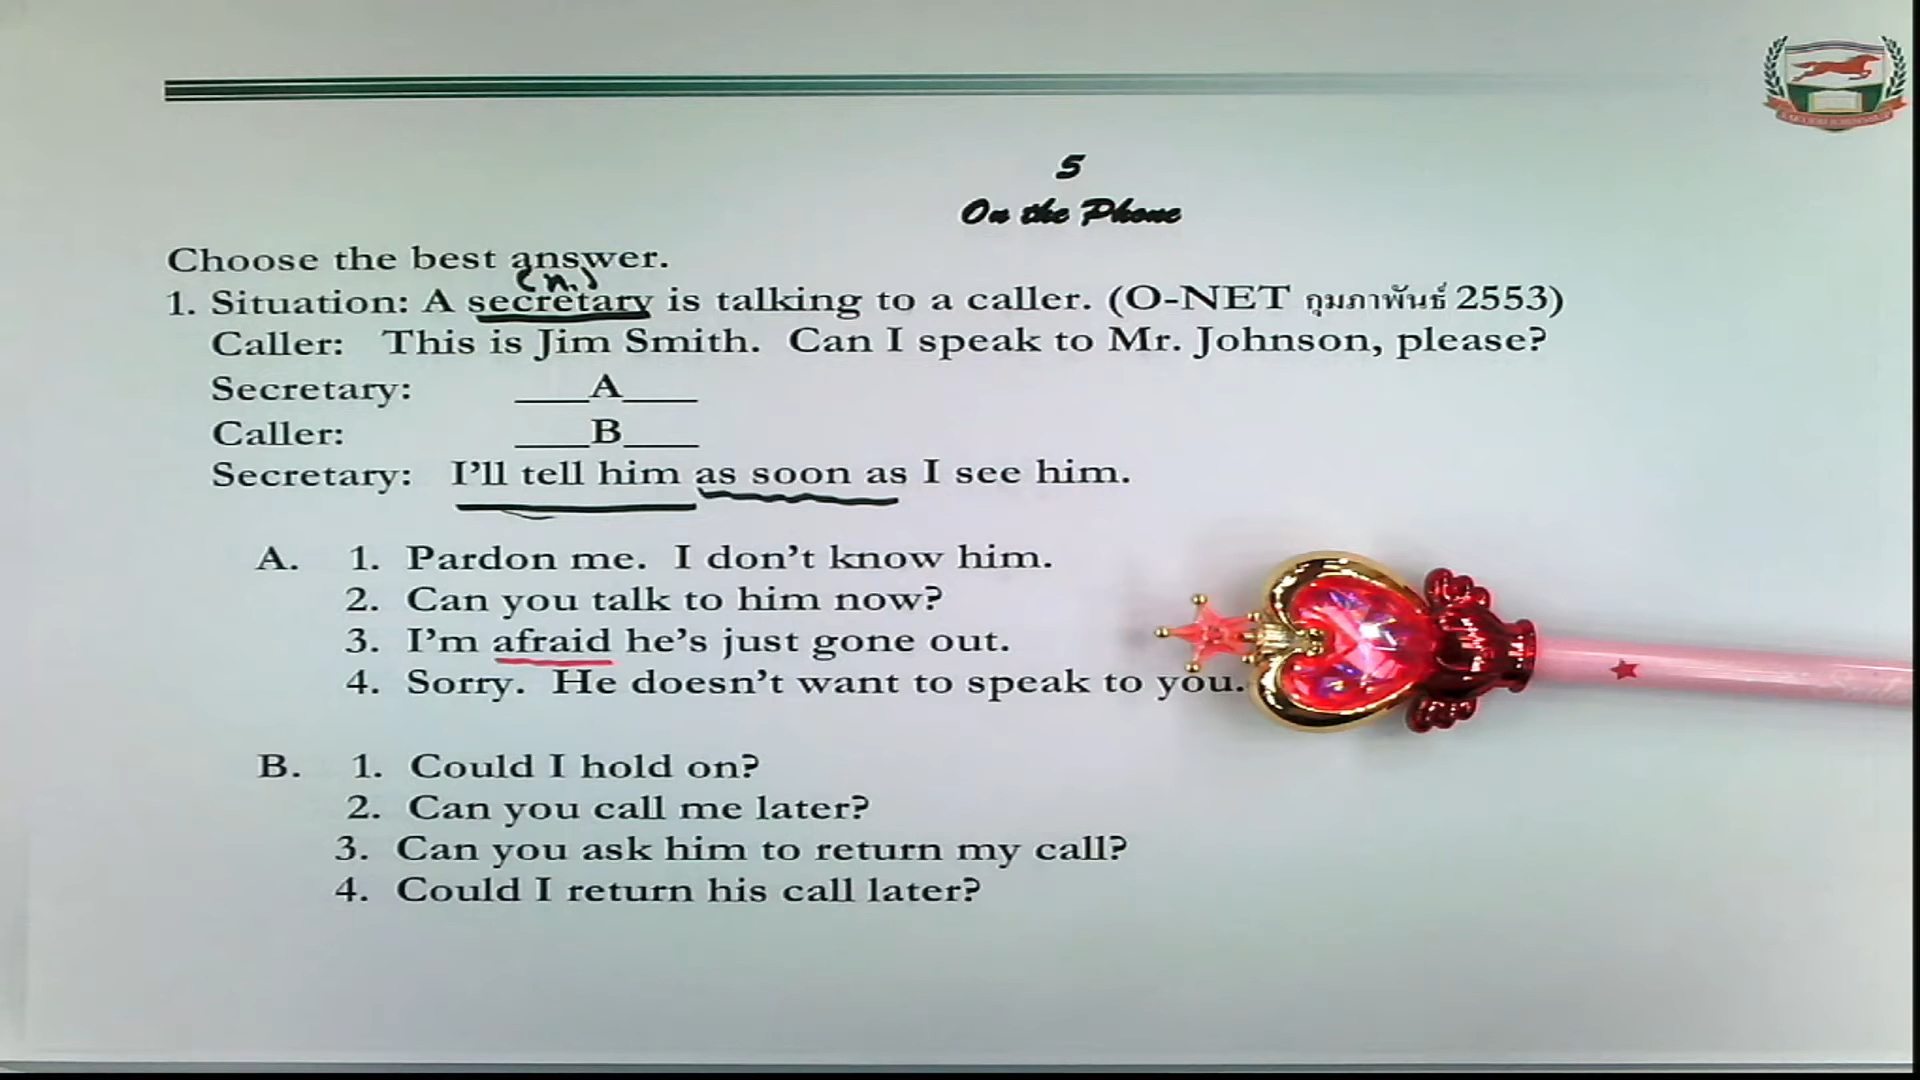 5
On the Phone
Choose the best answer.
(n.)
1. Situation: A secretary is talking to a caller. (O-NET กุมภาพันธ์ 2553)
Caller: This is Jim Smith. Can I speak to Mr. Johnson, please?
Secretary: ____A____
Caller: ____B____
Secretary: I'll tell him as soon as I see him.
A. 1. Pardon me. I don't know him.
2. Can you talk to him now?
3. I'm afraid he's just gone out.
4. Sorry. He doesn't want to speak to you.
B. 1. Could I hold on?
2. Can you call me later?
3. Can you ask him to return my call?
4. Could I return his call later?